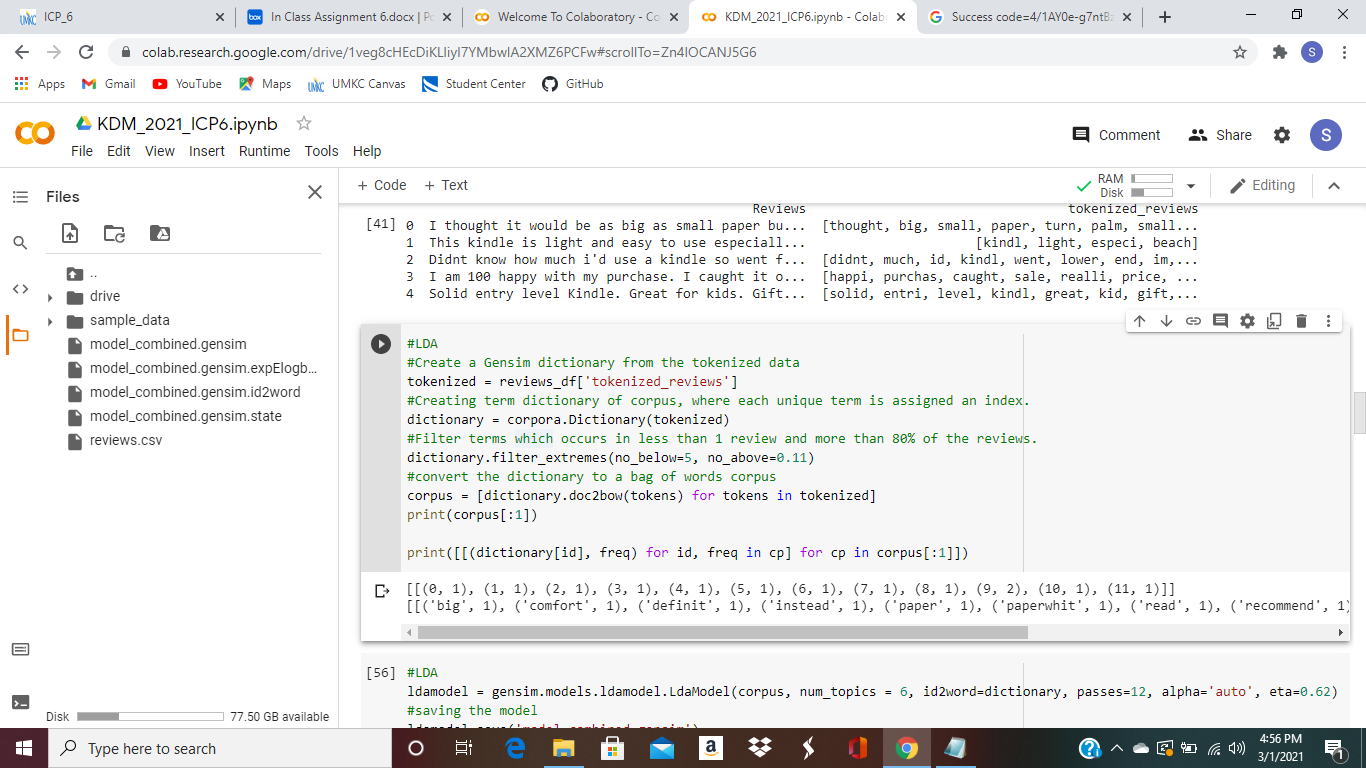 ICP_6
box In Class Assignment 6.docx | Po
Welcome To Colaboratory - Co
KDM_2021_ICP6.ipynb - Colab
Success code=4/1AY0e-g7ntB
colab.research.google.com/drive/1veg8cHEcDiKLIiyI7YMbwlA2XMZ6PCFw#scrollTo=Zn4lOCANJ5G6
S
Apps Gmail YouTube Maps UMKC Canvas Student Center GitHub
KDM_2021_ICP6.ipynb
Comment Share S
File Edit View Insert Runtime Tools Help
Files
+ Code + Text
RAM
Disk
Editing
..
drive
sample_data
model_combined.gensim
model_combined.gensim.expElogb...
model_combined.gensim.id2word
model_combined.gensim.state
reviews.csv
Disk 77.50 GB available
Reviews tokenized_reviews
[41] 0 I thought it would be as big as small paper bu... [thought, big, small, paper, turn, palm, small...
1 This kindle is light and easy to use especiall... [kindl, light, especi, beach]
2 Didnt know how much i'd use a kindle so went f... [didnt, much, id, kindl, went, lower, end, im,...
3 I am 100 happy with my purchase. I caught it o... [happi, purchas, caught, sale, realli, price, ...
4 Solid entry level Kindle. Great for kids. Gift... [solid, entri, level, kindl, great, kid, gift,...
#LDA
#Create a Gensim dictionary from the tokenized data
tokenized = reviews_df['tokenized_reviews']
#Creating term dictionary of corpus, where each unique term is assigned an index.
dictionary = corpora.Dictionary(tokenized)
#Filter terms which occurs in less than 1 review and more than 80% of the reviews.
dictionary.filter_extremes(no_below=5, no_above=0.11)
#convert the dictionary to a bag of words corpus
corpus = [dictionary.doc2bow(tokens) for tokens in tokenized]
print(corpus[:1])
print([[(dictionary[id], freq) for id, freq in cp] for cp in corpus[:1]])
[[(0, 1), (1, 1), (2, 1), (3, 1), (4, 1), (5, 1), (6, 1), (7, 1), (8, 1), (9, 2), (10, 1), (11, 1)]]
[[('big', 1), ('comfort', 1), ('definit', 1), ('instead', 1), ('paper', 1), ('paperwhit', 1), ('read', 1), ('recommend', 1)
[56] #LDA
ldamodel = gensim.models.ldamodel.LdaModel(corpus, num_topics = 6, id2word=dictionary, passes=12, alpha='auto', eta=0.62)
#saving the model
Type here to search
4:56 PM
3/1/2021
1